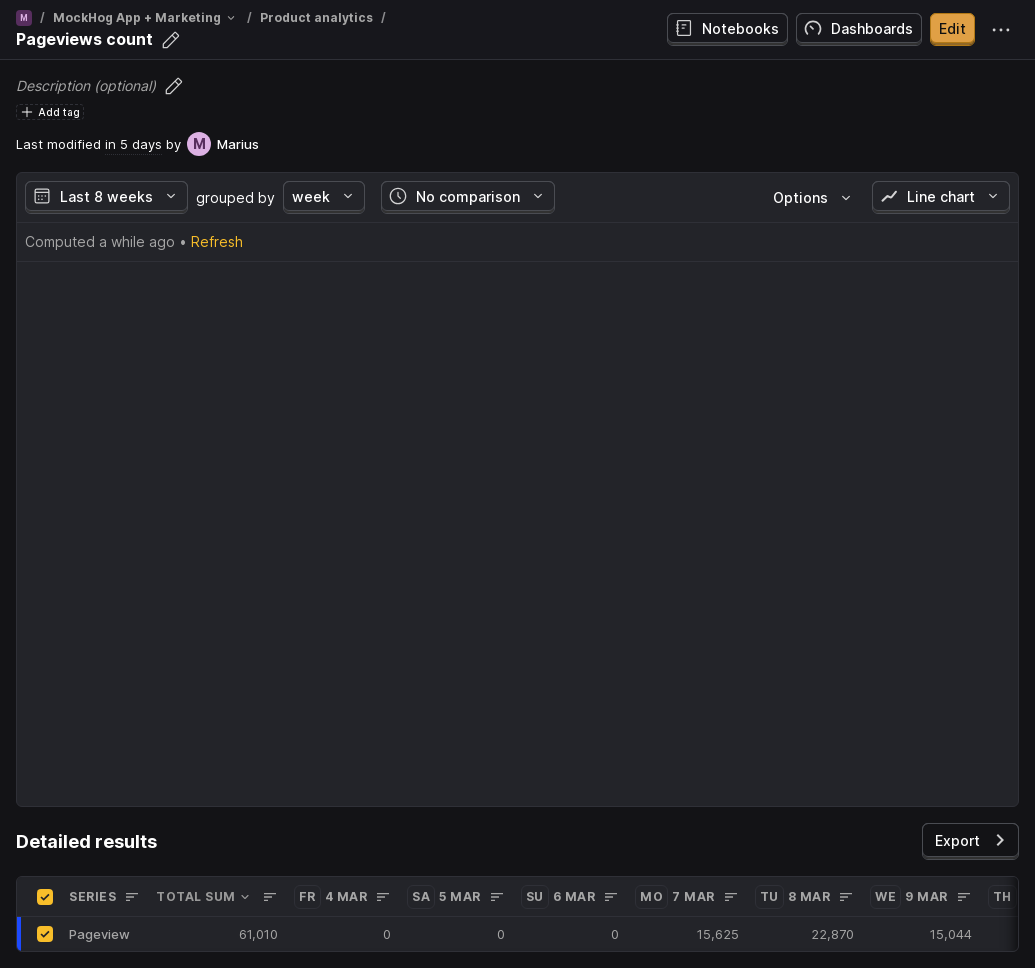 M / MockHog App + Marketing / Product analytics /
Pageviews count
Notebooks Dashboards Edit
Description (optional)
Add tag
Last modified in 5 days by M Marius
Last 8 weeks grouped by week No comparison Options Line chart
Computed a while ago • Refresh
Detailed results Export
SERIES TOTAL SUM FR 4 MAR SA 5 MAR SU 6 MAR MO 7 MAR TU 8 MAR WE 9 MAR TH
Pageview 61,010 0 0 0 15,625 22,870 15,044